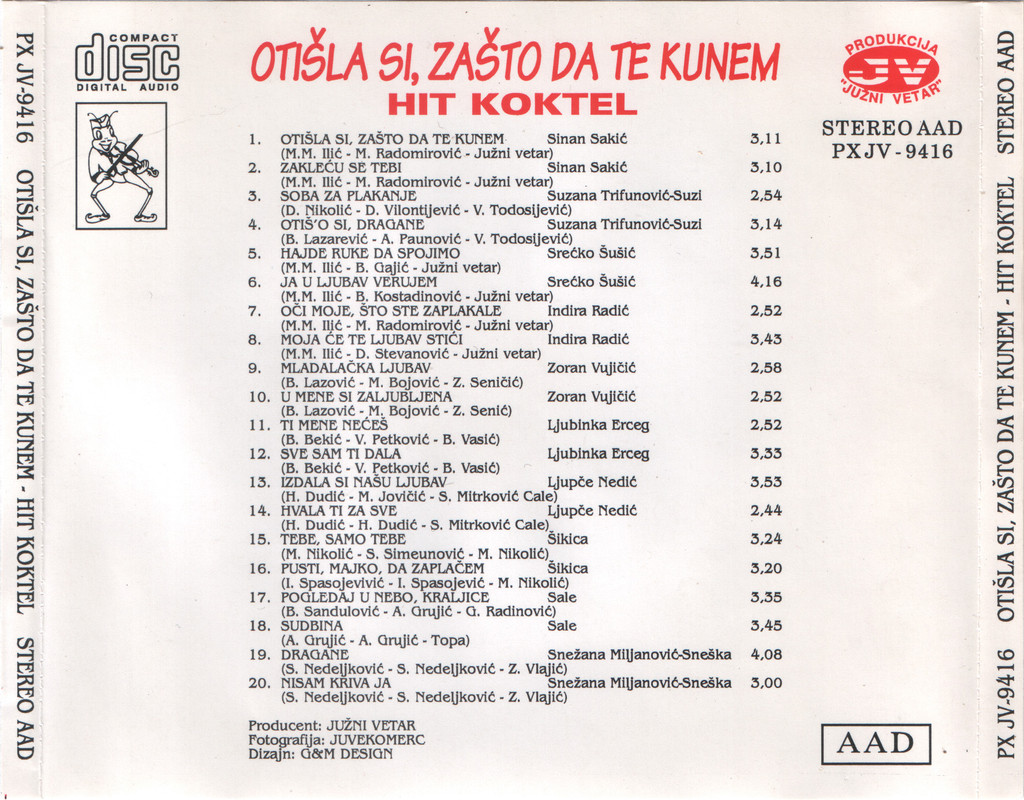 PX JV-9416 OTIŠLA SI, ZAŠTO DA TE KUNEM - HIT KOKTEL STEREO AAD
COMPACT
disc
DIGITAL AUDIO
OTIŠLA SI, ZAŠTO DA TE KUNEM
HIT KOKTEL
PRODUKCIJA
JV
"JUŽNI VETAR"
STEREO AAD
PX JV - 9416
1. OTIŠLA SI, ZAŠTO DA TE KUNEM Sinan Sakić 3,11
(M.M. Ilić - M. Radomirović - Južni vetar)
2. ZAKLEĆU SE TEBI Sinan Sakić 3,10
(M.M. Ilić - M. Radomirović - Južni vetar)
3. SOBA ZA PLAKANJE Suzana Trifunović-Suzi 2,54
(D. Nikolić - D. Vilontijević - V. Todosijević)
4. OTIŠ'O SI, DRAGANE Suzana Trifunović-Suzi 3,14
(B. Lazarević - A. Paunović - V. Todosijević)
5. HAJDE RUKE DA SPOJIMO Srećko Šušić 3,51
(M.M. Ilić - B. Gajić - Južni vetar)
6. JA U LJUBAV VERUJEM Srećko Šušić 4,16
(M.M. Ilić - B. Kostadinović - Južni vetar)
7. OČI MOJE, ŠTO STE ZAPLAKALE Indira Radić 2,52
(M.M. Ilić - M. Radomirović - Južni vetar)
8. MOJA ĆE TE LJUBAV STIĆI Indira Radić 3,43
(M.M. Ilić - D. Stevanović - Južni vetar)
9. MLADALAČKA LJUBAV Zoran Vujičić 2,58
(B. Lazović - M. Bojović - Z. Seničić)
10. U MENE SI ZALJUBLJENA Zoran Vujičić 2,52
(B. Lazović - M. Bojović - Z. Senić)
11. TI MENE NEĆEŠ Ljubinka Erceg 2,52
(B. Bekić - V. Petković - B. Vasić)
12. SVE SAM TI DALA Ljubinka Erceg 3,33
(B. Bekić - V. Petković - B. Vasić)
13. IZDALA SI NAŠU LJUBAV Ljupče Nedić 3,53
(H. Dudić - M. Jovičić - S. Mitrković Cale)
14. HVALA TI ZA SVE Ljupče Nedić 2,44
(H. Dudić - H. Dudić - S. Mitrković Cale)
15. TEBE, SAMO TEBE Šikica 3,24
(M. Nikolić - S. Simeunović - M. Nikolić)
16. PUSTI, MAJKO, DA ZAPLAČEM Šikica 3,20
(I. Spasojevivić - I. Spasojević - M. Nikolić)
17. POGLEDAJ U NEBO, KRALJICE Sale 3,35
(B. Sandulović - A. Grujić - G. Radinović)
18. SUDBINA Sale 3,45
(A. Grujić - A. Grujić - Topa)
19. DRAGANE Snežana Miljanović-Sneška 4,08
(S. Nedeljković - S. Nedeljković - Z. Vlajić)
20. NISAM KRIVA JA Snežana Miljanović-Sneška 3,00
(S. Nedeljković - S. Nedeljković - Z. Vlajić)
Producent: JUŽNI VETAR
Fotografija: JUVEKOMERC
Dizajn: G&M DESIGN
AAD
PX JV-9416 OTIŠLA SI, ZAŠTO DA TE KUNEM - HIT KOKTEL STEREO AAD